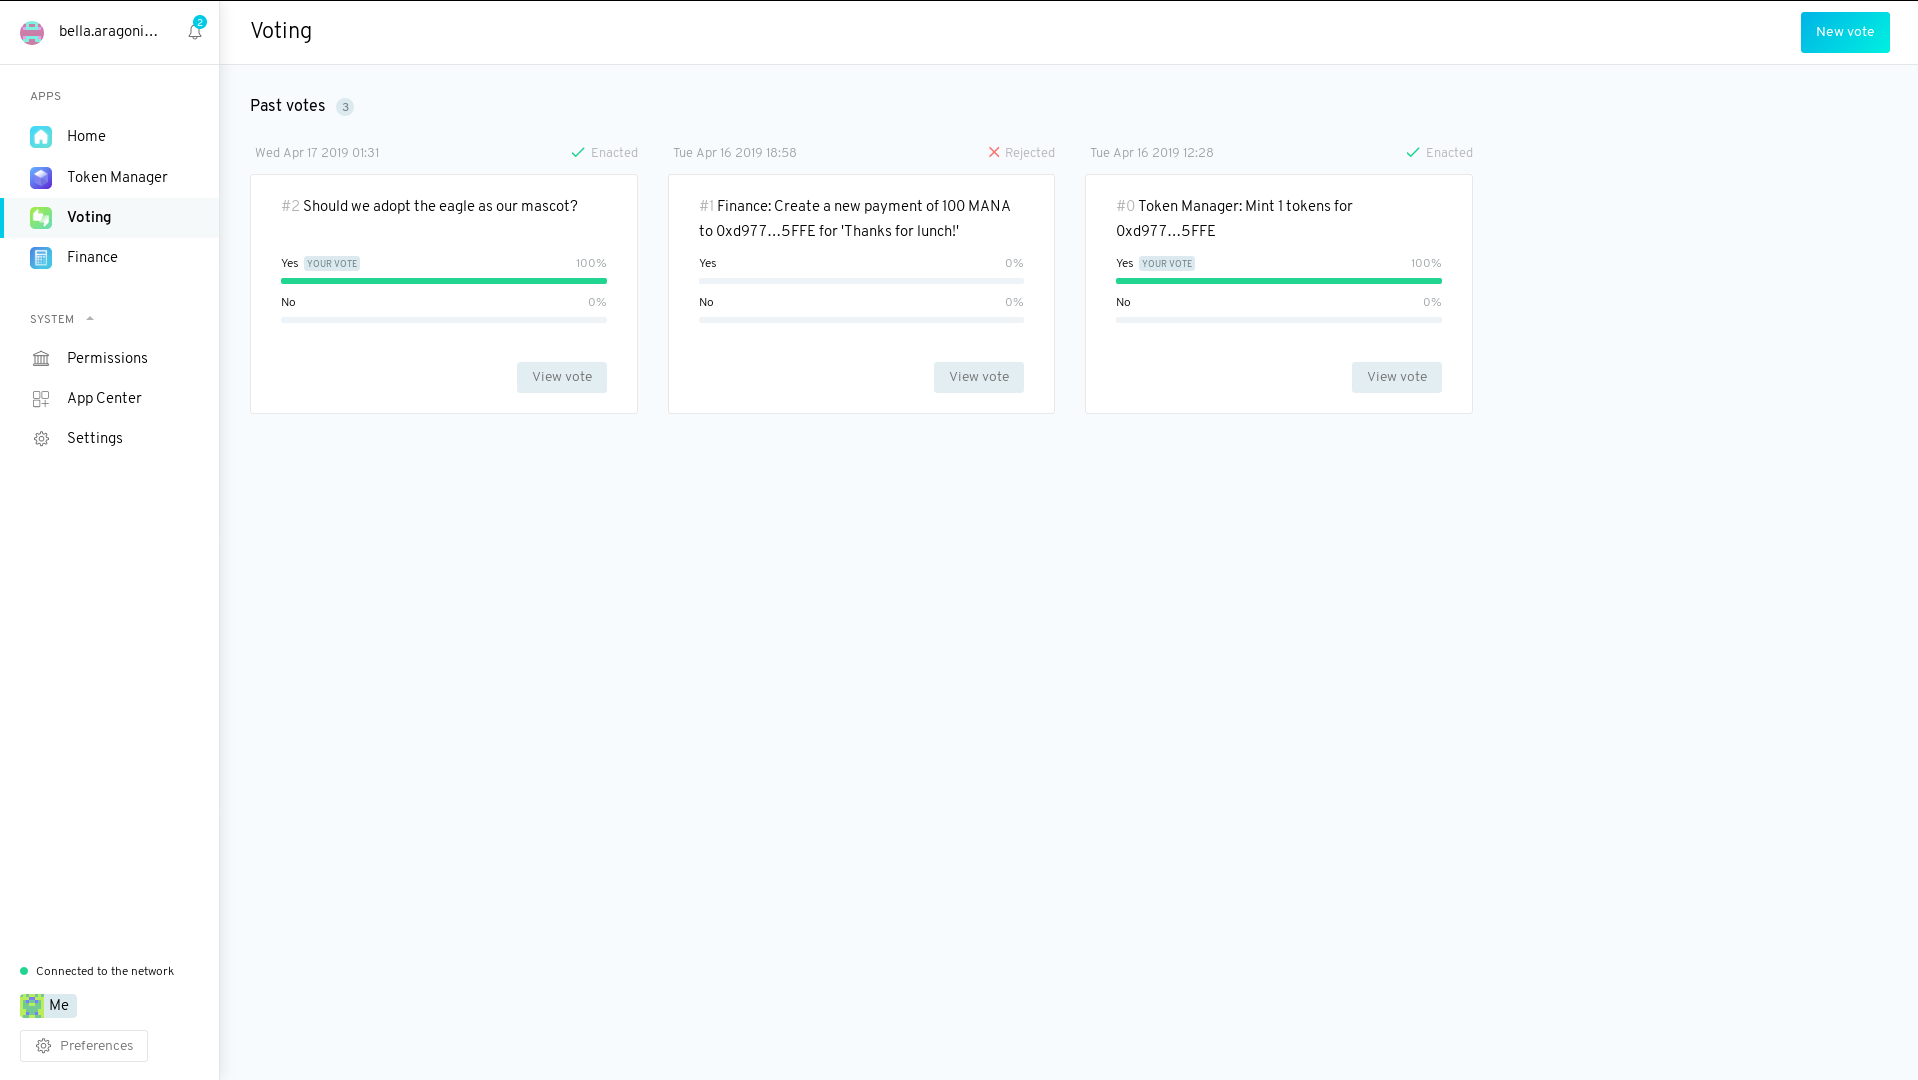 bella.aragoni...
2
Voting
New vote
APPS
Home
Token Manager
Voting
Finance
SYSTEM
Permissions
App Center
Settings
Connected to the network
Me
Preferences
Past votes 3
Wed Apr 17 2019 01:31 Enacted
#2 Should we adopt the eagle as our mascot?
Yes YOUR VOTE 100%
No 0%
View vote
Tue Apr 16 2019 18:58 Rejected
#1 Finance: Create a new payment of 100 MANA
to 0xd977...5FFE for 'Thanks for lunch!'
Yes 0%
No 0%
View vote
Tue Apr 16 2019 12:28 Enacted
#0 Token Manager: Mint 1 tokens for
0xd977...5FFE
Yes YOUR VOTE 100%
No 0%
View vote